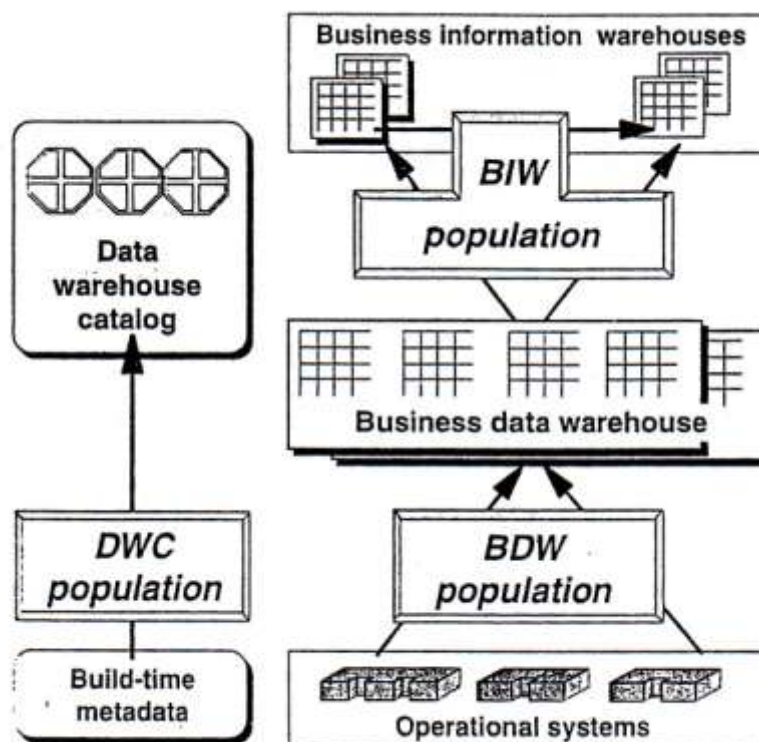 Business information warehouses
BIW
population
Data
warehouse
catalog
Business data warehouse
DWC
population
BDW
population
Build-time
metadata
Operational systems